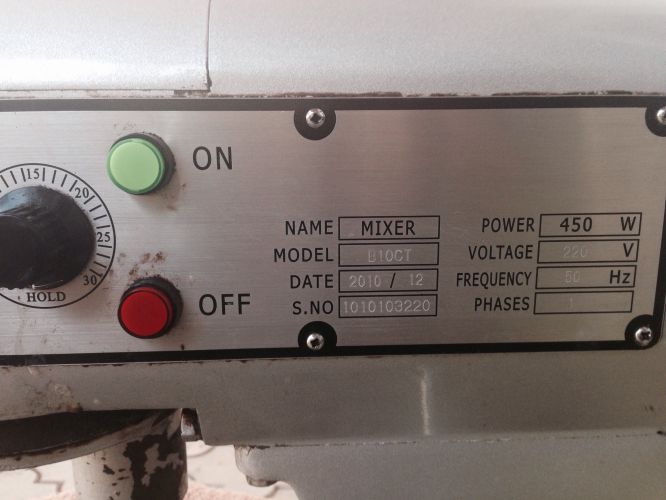 ON
15
20
25
30
HOLD
OFF
NAME MIXER
MODEL B10CT
DATE 2010 / 12
S.NO 1010103220
POWER 450 W
VOLTAGE 220 V
FREQUENCY 50 Hz
PHASES 1